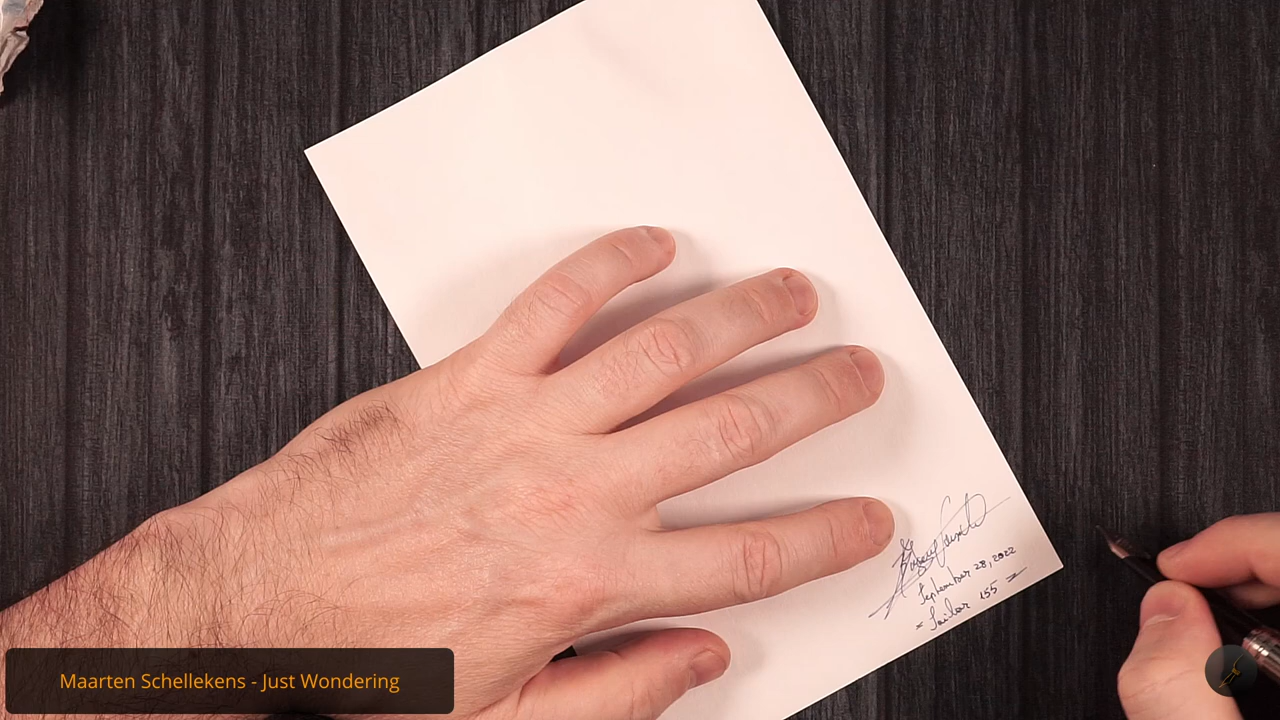 September 28, 2022
= Sailor 155 =
Maarten Schellekens - Just Wondering